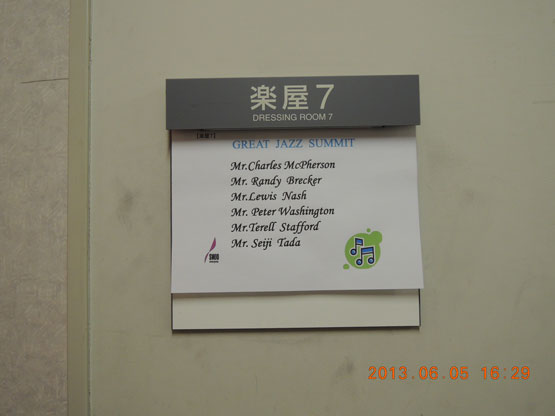 楽屋7
DRESSING ROOM 7
GREAT JAZZ SUMMIT
Mr.Charles McPherson
Mr. Randy Brecker
Mr.Lewis Nash
Mr. Peter Washington
Mr.Terell Stafford
Mr. Seiji Tada
2013.06.05 16:29